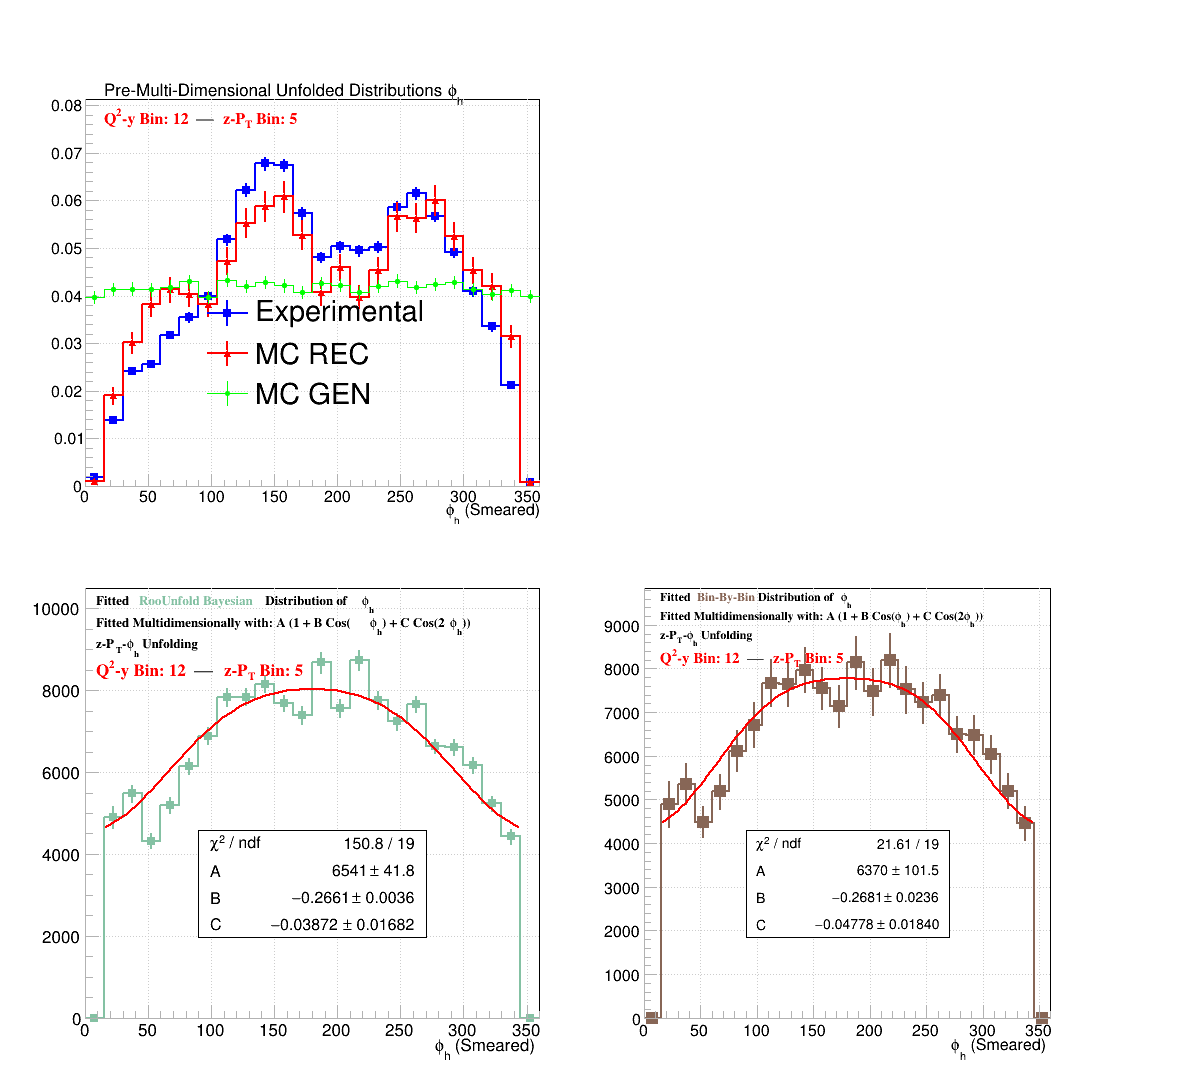 Pre-Multi-Dimensional Unfolded Distributions ϕh
Q2-y Bin: 12 — z-PT Bin: 5
0.08
0.07
0.06
0.05
0.04
0.03
0.02
0.01
0
Experimental
MC REC
MC GEN
0 50 100 150 200 250 300 350
ϕh (Smeared)
Fitted RooUnfold Bayesian Distribution of ϕh
Fitted Multidimensionally with: A (1 + B Cos( ϕh) + C Cos(2 ϕh))
z-PT-ϕh Unfolding
Q2-y Bin: 12 — z-PT Bin: 5
10000
8000
6000
4000
2000
0
χ2 / ndf 150.8 / 19
A 6541 ± 41.8
B −0.2661 ± 0.0036
C −0.03872 ± 0.01682
0 50 100 150 200 250 300 350
ϕh (Smeared)
Fitted Bin-By-Bin Distribution of ϕh
Fitted Multidimensionally with: A (1 + B Cos(ϕh) + C Cos(2ϕh))
z-PT-ϕh Unfolding
Q2-y Bin: 12 — z-PT Bin: 5
9000
8000
7000
6000
5000
4000
3000
2000
1000
0
χ2 / ndf 21.61 / 19
A 6370 ± 101.5
B −0.2681 ± 0.0236
C −0.04778 ± 0.01840
0 50 100 150 200 250 300 350
ϕh (Smeared)